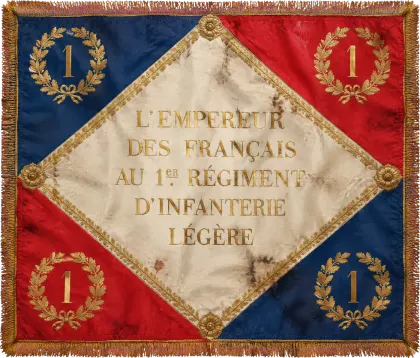 1 1
L'EMPEREUR
DES FRANÇAIS
AU 1ER. RÉGIMENT
D'INFANTERIE
LÉGÈRE
1 1